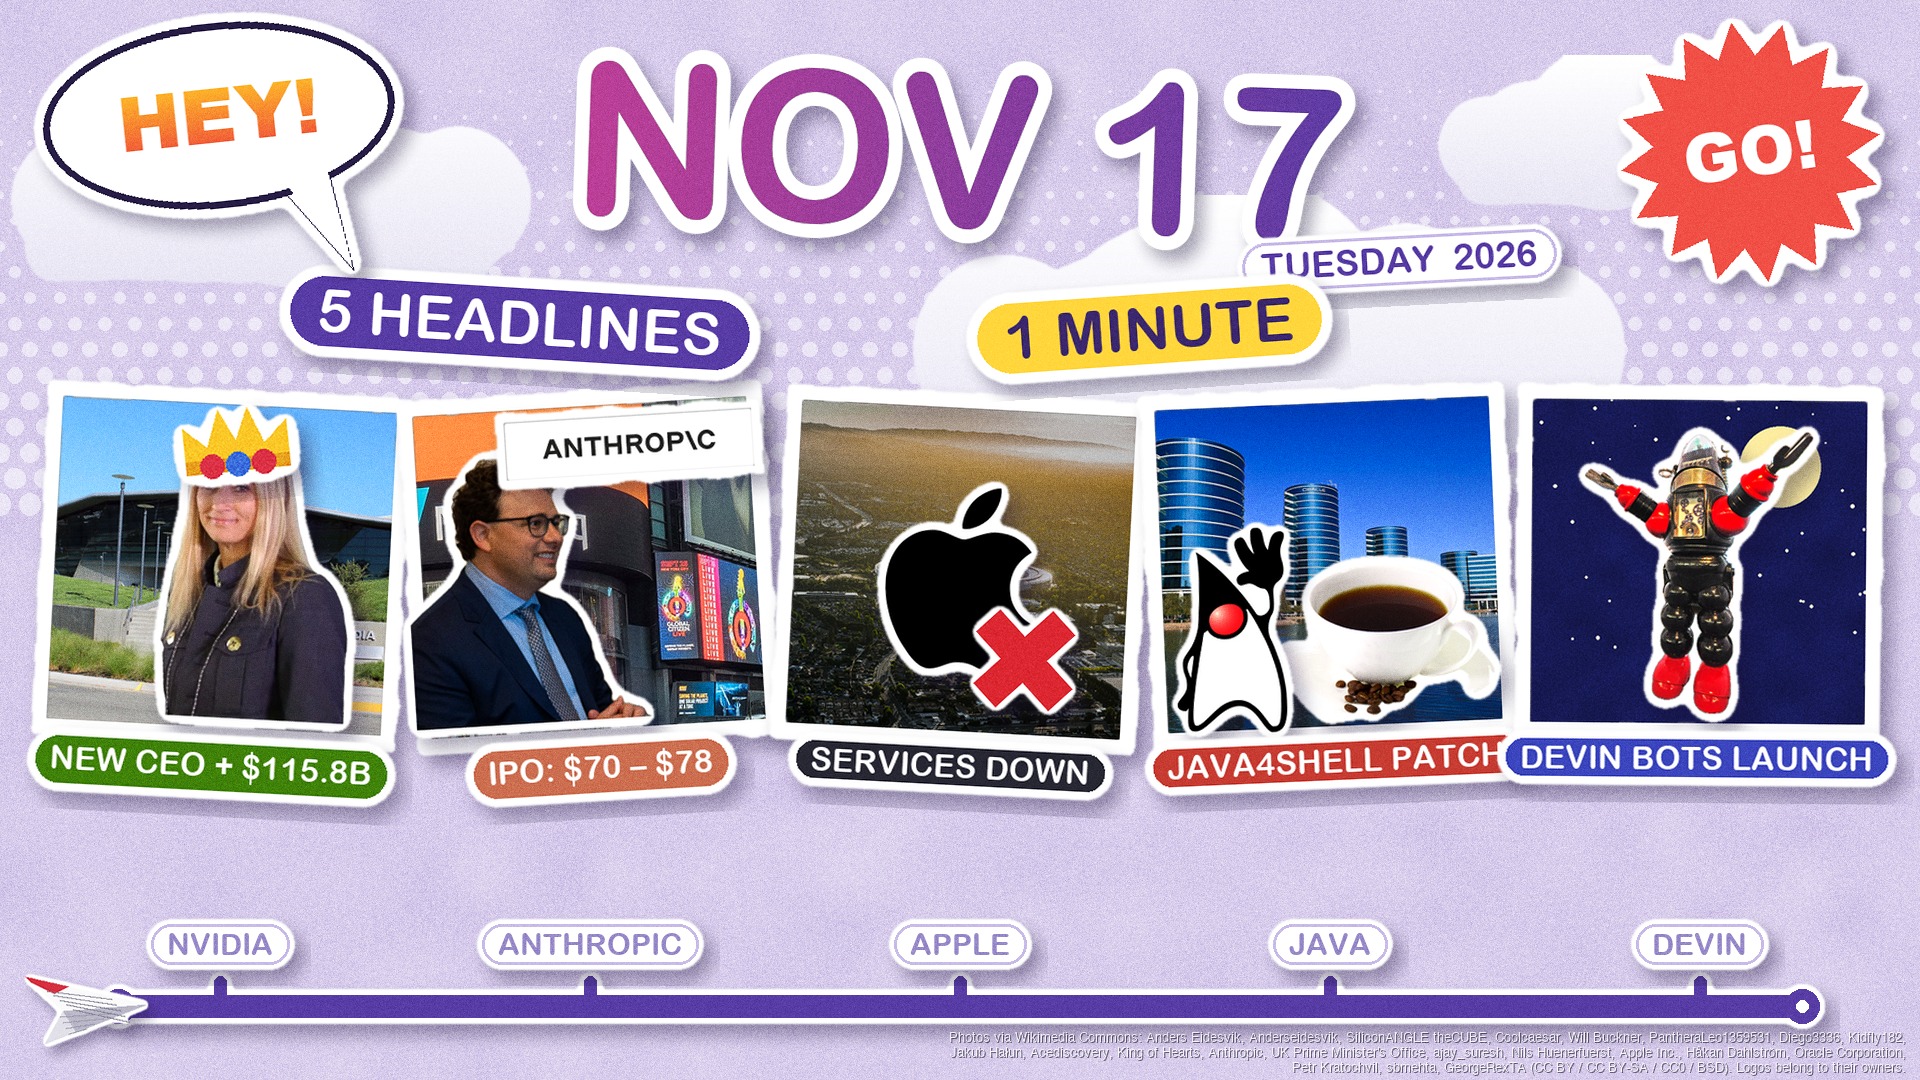 HEY!
NOV 17
GO!
TUESDAY 2026
5 HEADLINES
1 MINUTE
ANTHROP\C
NEW CEO + $115.8B
IPO: $70 – $78
SERVICES DOWN
JAVA4SHELL PATCH
DEVIN BOTS LAUNCH
NVIDIA
ANTHROPIC
APPLE
JAVA
DEVIN
Photos via Wikimedia Commons: Anders Eidesvik, Anderseidesvik, SiliconANGLE theCUBE, Coolcaesar, Will Buckner, PantheraLeo1359531, Diego3336, Kidfly182,
Jakub Hałun, Acediscovery, King of Hearts, Anthropic, UK Prime Minister's Office, ajay_suresh, Nils Huenerfuerst, Apple Inc., Håkan Dahlström, Oracle Corporation,
Petr Kratochvil, sbmehta, GeorgeRexTA (CC BY / CC BY-SA / CC0 / BSD). Logos belong to their owners.